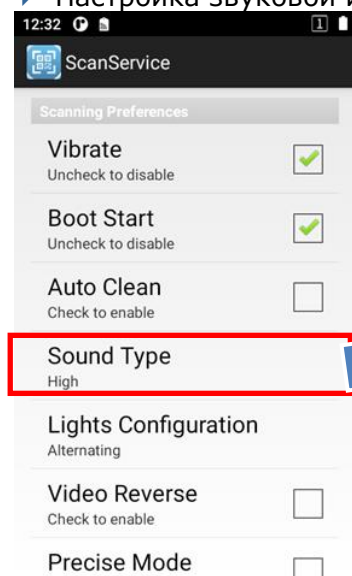 Настройка звуковой и
12:32 1
ScanService
Scanning Preferences
Vibrate
Uncheck to disable
Boot Start
Uncheck to disable
Auto Clean
Check to enable
Sound Type
High
Lights Configuration
Alternating
Video Reverse
Check to enable
Precise Mode